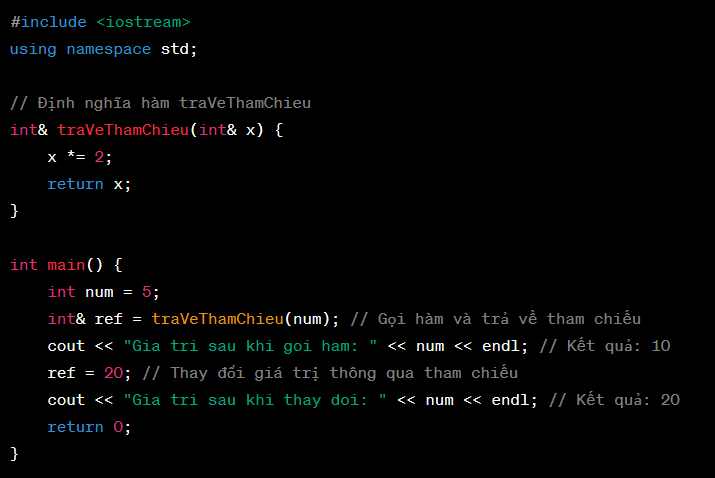 #include <iostream>
using namespace std;
// Định nghĩa hàm traVeThamChieu
int& traVeThamChieu(int& x) {
x *= 2;
return x;
}
int main() {
int num = 5;
int& ref = traVeThamChieu(num); // Gọi hàm và trả về tham chiếu
cout << "Gia tri sau khi goi ham: " << num << endl; // Kết quả: 10
ref = 20; // Thay đổi giá trị thông qua tham chiếu
cout << "Gia tri sau khi thay doi: " << num << endl; // Kết quả: 20
return 0;
}